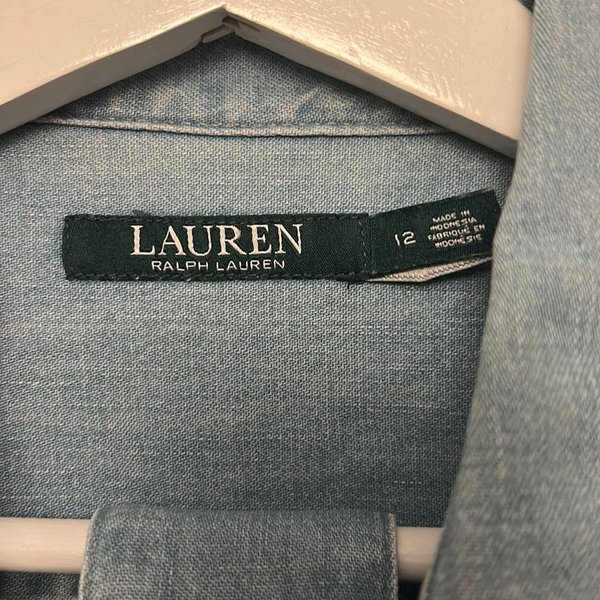 LAUREN
RALPH LAUREN
12
MADE IN
INDONESIA
FABRIQUÉ EN
INDONÉSIE